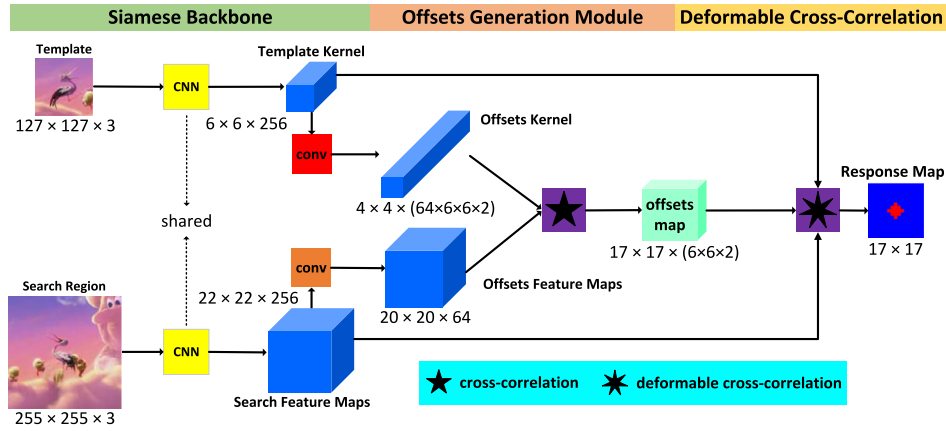 Siamese Backbone
Offsets Generation Module
Deformable Cross-Correlation
Template
127 × 127 × 3
CNN
Template Kernel
6 × 6 × 256
conv
Offsets Kernel
4 × 4 × (64×6×6×2)
shared
offsets
map
17 × 17 × (6×6×2)
Response Map
17 × 17
Search Region
255 × 255 × 3
CNN
22 × 22 × 256
conv
Offsets Feature Maps
20 × 20 × 64
Search Feature Maps
cross-correlation
deformable cross-correlation